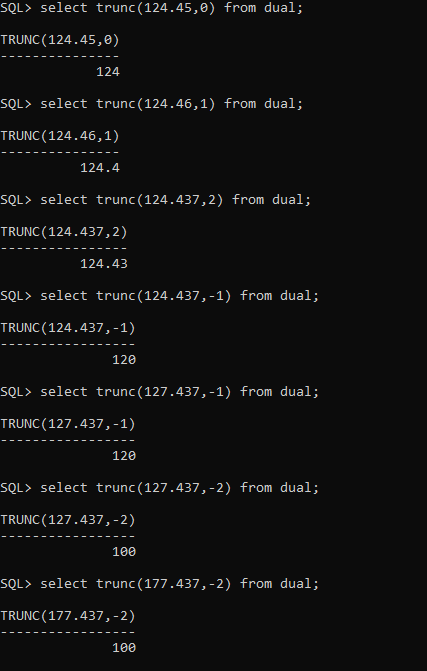 SQL> select trunc(124.45,0) from dual;
TRUNC(124.45,0)
---------------
124
SQL> select trunc(124.46,1) from dual;
TRUNC(124.46,1)
---------------
124.4
SQL> select trunc(124.437,2) from dual;
TRUNC(124.437,2)
----------------
124.43
SQL> select trunc(124.437,-1) from dual;
TRUNC(124.437,-1)
-----------------
120
SQL> select trunc(127.437,-1) from dual;
TRUNC(127.437,-1)
-----------------
120
SQL> select trunc(127.437,-2) from dual;
TRUNC(127.437,-2)
-----------------
100
SQL> select trunc(177.437,-2) from dual;
TRUNC(177.437,-2)
-----------------
100